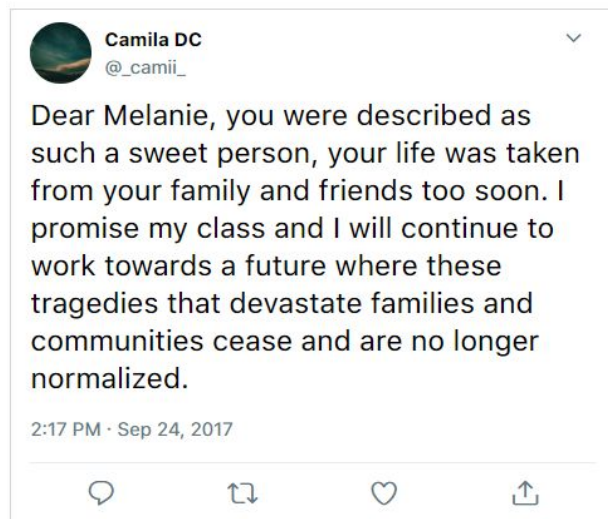 Camila DC
@_camii_
Dear Melanie, you were described as
such a sweet person, your life was taken
from your family and friends too soon. I
promise my class and I will continue to
work towards a future where these
tragedies that devastate families and
communities cease and are no longer
normalized.
2:17 PM · Sep 24, 2017